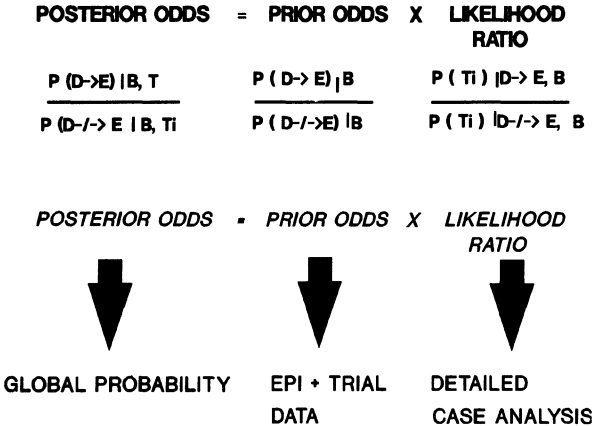 POSTERIOR ODDS = PRIOR ODDS X LIKELIHOOD
RATIO
P (D->E) | B, T P ( D-> E) | B P ( Ti ) | D-> E, B
P (D-/-> E | B, Ti P ( D-/->E) | B P ( Ti ) | D-/-> E, B
POSTERIOR ODDS = PRIOR ODDS X LIKELIHOOD
RATIO
GLOBAL PROBABILITY EPI + TRIAL DETAILED
DATA CASE ANALYSIS